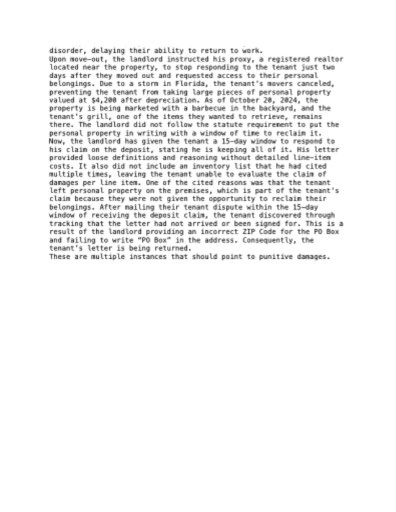 disorder, delaying their ability to return to work.
Upon move-out, the landlord instructed his proxy, a registered realtor
located near the property, to stop responding to the tenant just two
days after they moved out and requested access to their personal
belongings. Due to a storm in Florida, the tenant's movers canceled,
preventing the tenant from taking large pieces of personal property
valued at $4,200 after depreciation. As of October 20, 2024, the
property is being marketed with a barbecue in the backyard, and the
tenant's grill, one of the items they wanted to retrieve, remains
there. The landlord did not follow the statute requirement to put the
personal property in writing with a window of time to reclaim it.
Now, the landlord has given the tenant a 15-day window to respond to
his claim on the deposit, stating he is keeping all of it. His letter
provided loose definitions and reasoning without detailed line-item
costs. It also did not include an inventory list that he had cited
multiple times, leaving the tenant unable to evaluate the claim of
damages per line item. One of the cited reasons was that the tenant
left personal property on the premises, which is part of the tenant's
claim because they were not given the opportunity to reclaim their
belongings. After mailing their tenant dispute within the 15-day
window of receiving the deposit claim, the tenant discovered through
tracking that the letter had not arrived or been signed for. This is a
result of the landlord providing an incorrect ZIP Code for the PO Box
and failing to write "PO Box" in the address. Consequently, the
tenant's letter is being returned.
These are multiple instances that should point to punitive damages.